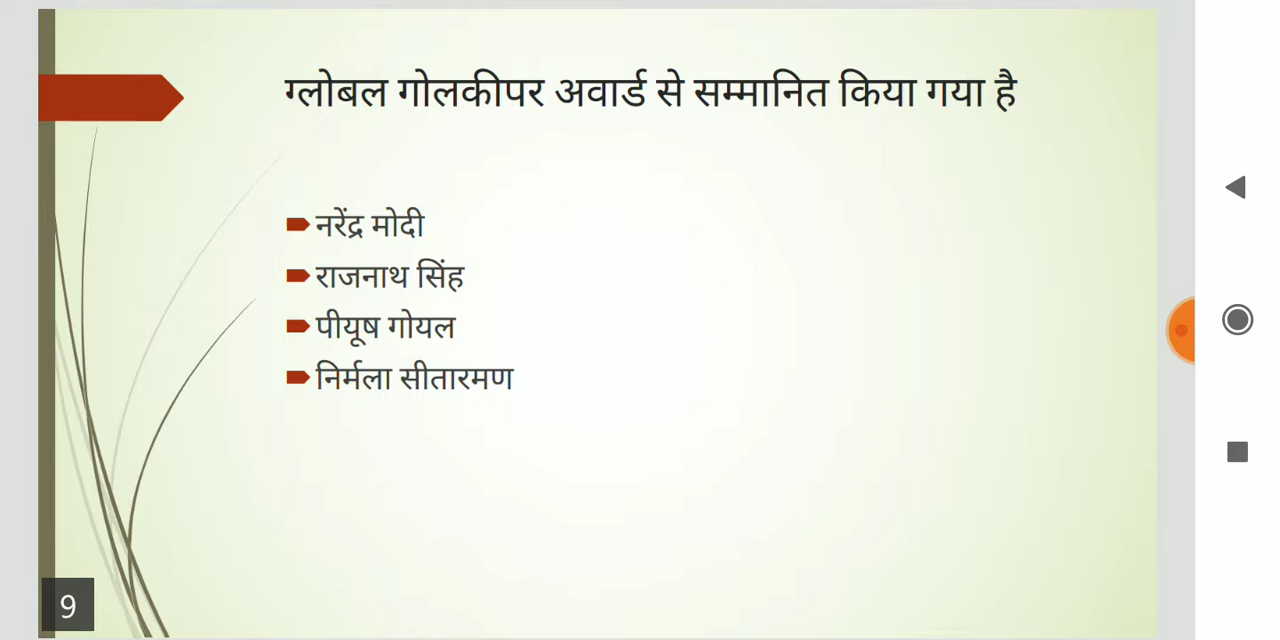 ग्लोबल गोलकीपर अवार्ड से सम्मानित किया गया है
नरेंद्र मोदी
राजनाथ सिंह
पीयूष गोयल
निर्मला सीतारमण
9